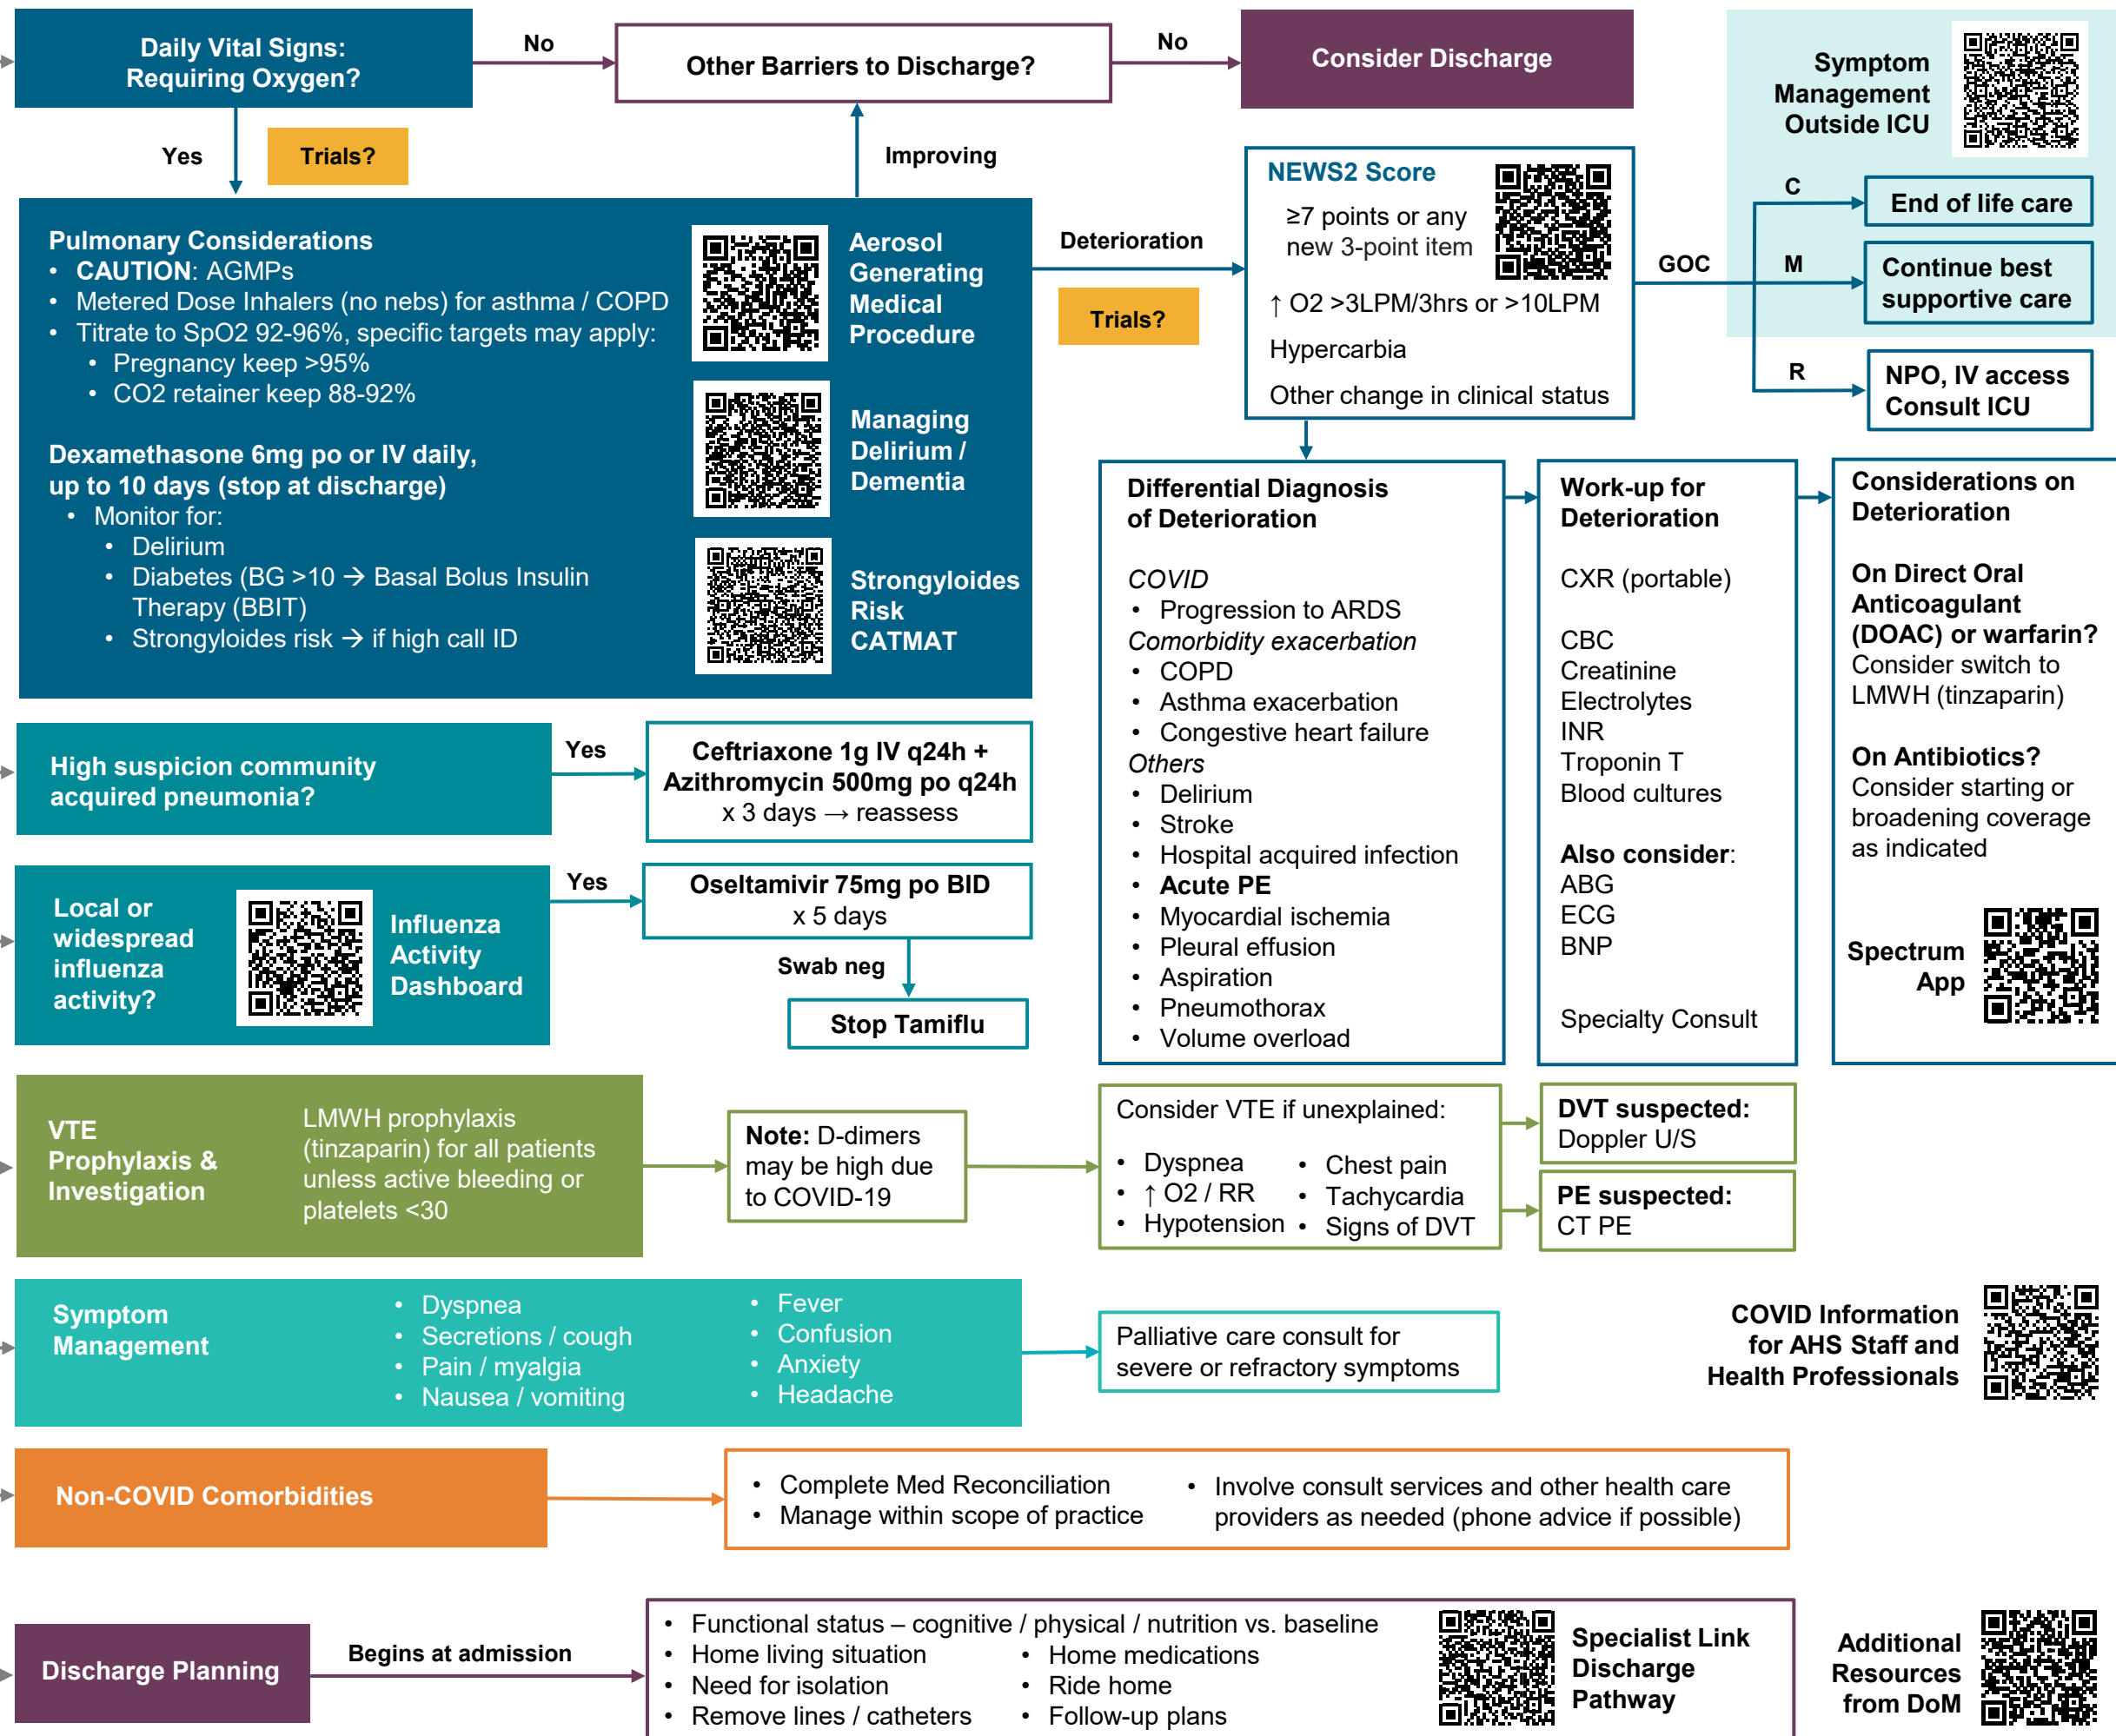 Daily Vital Signs:
Requiring Oxygen?
No
Other Barriers to Discharge?
No
Consider Discharge
Symptom
Management
Outside ICU
Yes
Trials?
Improving
Pulmonary Considerations
• CAUTION: AGMPs
• Metered Dose Inhalers (no nebs) for asthma / COPD
• Titrate to SpO2 92-96%, specific targets may apply:
• Pregnancy keep >95%
• CO2 retainer keep 88-92%
Dexamethasone 6mg po or IV daily,
up to 10 days (stop at discharge)
• Monitor for:
• Delirium
• Diabetes (BG >10 → Basal Bolus Insulin
Therapy (BBIT)
• Strongyloides risk → if high call ID
Aerosol
Generating
Medical
Procedure
Managing
Delirium /
Dementia
Strongyloides
Risk
CATMAT
Deterioration
Trials?
NEWS2 Score
≥7 points or any
new 3-point item
↑ O2 >3LPM/3hrs or >10LPM
Hypercarbia
Other change in clinical status
GOC
C
End of life care
M
Continue best
supportive care
R
NPO, IV access
Consult ICU
Differential Diagnosis
of Deterioration
COVID
• Progression to ARDS
Comorbidity exacerbation
• COPD
• Asthma exacerbation
• Congestive heart failure
Others
• Delirium
• Stroke
• Hospital acquired infection
• Acute PE
• Myocardial ischemia
• Pleural effusion
• Aspiration
• Pneumothorax
• Volume overload
Work-up for
Deterioration
CXR (portable)
CBC
Creatinine
Electrolytes
INR
Troponin T
Blood cultures
Also consider:
ABG
ECG
BNP
Specialty Consult
Considerations on
Deterioration
On Direct Oral
Anticoagulant
(DOAC) or warfarin?
Consider switch to
LMWH (tinzaparin)
On Antibiotics?
Consider starting or
broadening coverage
as indicated
Spectrum
App
High suspicion community
acquired pneumonia?
Yes
Ceftriaxone 1g IV q24h +
Azithromycin 500mg po q24h
x 3 days → reassess
Local or
widespread
influenza
activity?
Influenza
Activity
Dashboard
Yes
Oseltamivir 75mg po BID
x 5 days
Swab neg
Stop Tamiflu
VTE
Prophylaxis &
Investigation
LMWH prophylaxis
(tinzaparin) for all patients
unless active bleeding or
platelets <30
Note: D-dimers
may be high due
to COVID-19
Consider VTE if unexplained:
• Dyspnea
• ↑ O2 / RR
• Hypotension
• Chest pain
• Tachycardia
• Signs of DVT
DVT suspected:
Doppler U/S
PE suspected:
CT PE
Symptom
Management
• Dyspnea
• Secretions / cough
• Pain / myalgia
• Nausea / vomiting
• Fever
• Confusion
• Anxiety
• Headache
Palliative care consult for
severe or refractory symptoms
COVID Information
for AHS Staff and
Health Professionals
Non-COVID Comorbidities
• Complete Med Reconciliation
• Manage within scope of practice
• Involve consult services and other health care
providers as needed (phone advice if possible)
Discharge Planning
Begins at admission
• Functional status – cognitive / physical / nutrition vs. baseline
• Home living situation
• Need for isolation
• Remove lines / catheters
• Home medications
• Ride home
• Follow-up plans
Specialist Link
Discharge
Pathway
Additional
Resources
from DoM